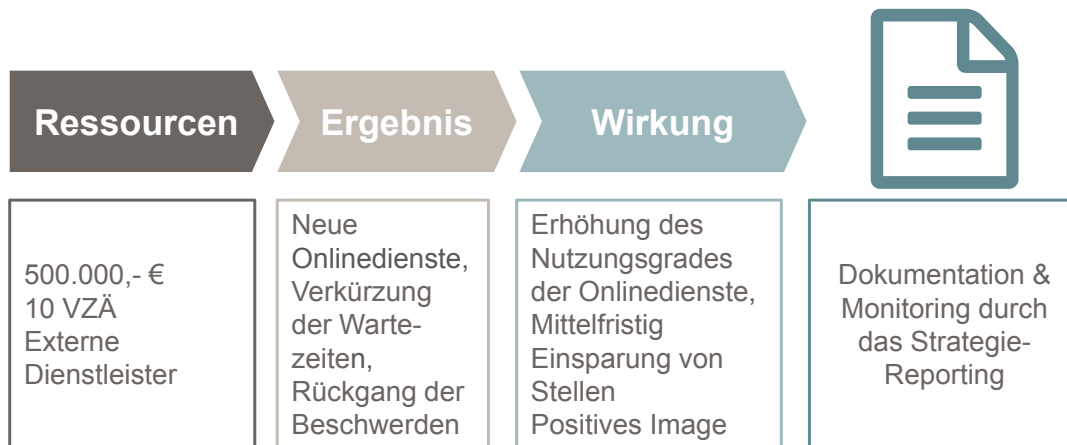 Ressourcen
500.000,- €
10 VZÄ
Externe
Dienstleister
Ergebnis
Neue
Onlinedienste,
Verkürzung
der Warte-
zeiten,
Rückgang der
Beschwerden
Wirkung
Erhöhung des
Nutzungsgrades
der Onlinedienste,
Mittelfristig
Einsparung von
Stellen
Positives Image
Dokumentation &
Monitoring durch
das Strategie-
Reporting